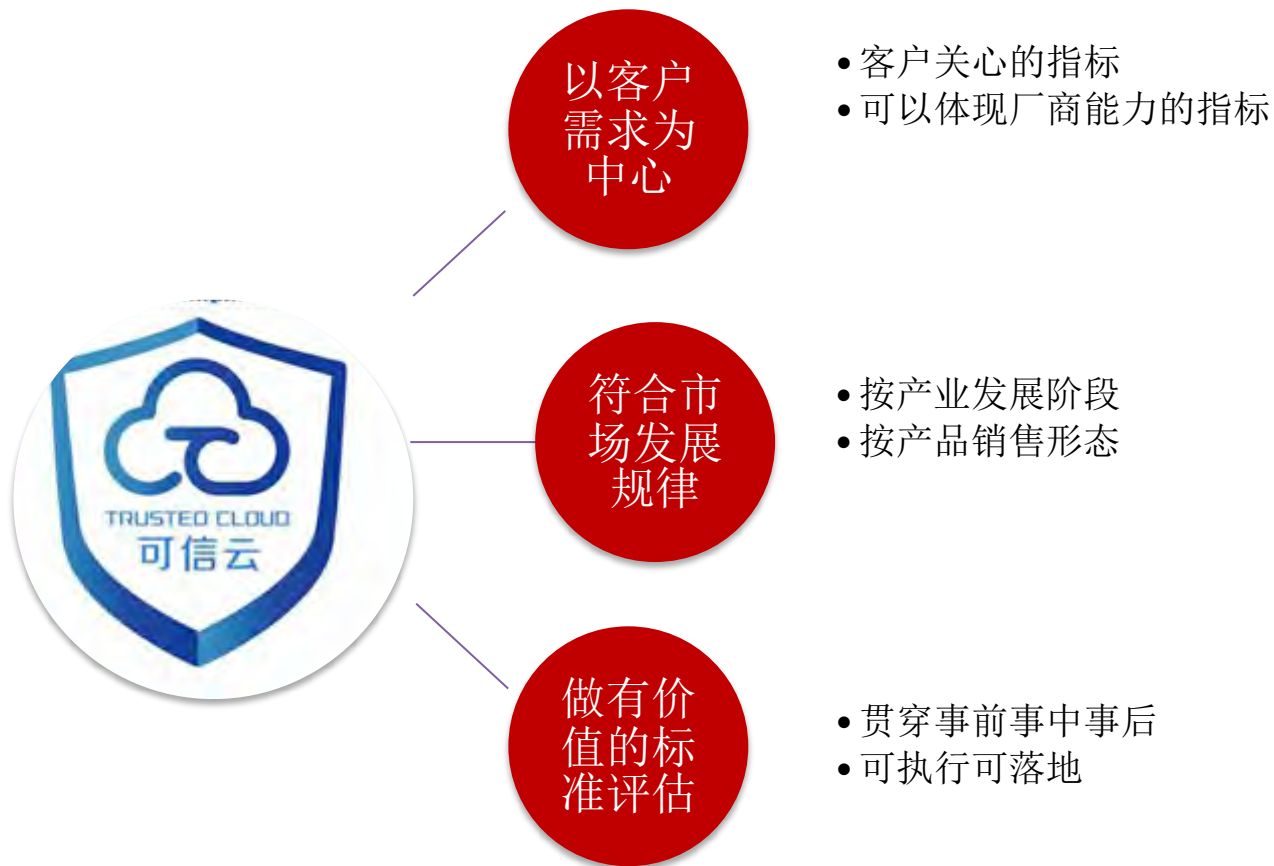 以客户
需求为
中心
• 客户关心的指标
• 可以体现厂商能力的指标
TRUSTED CLOUD
可信云
符合市
场发展
规律
• 按产业发展阶段
• 按产品销售形态
做有价
值的标
准评估
• 贯穿事前事中事后
• 可执行可落地